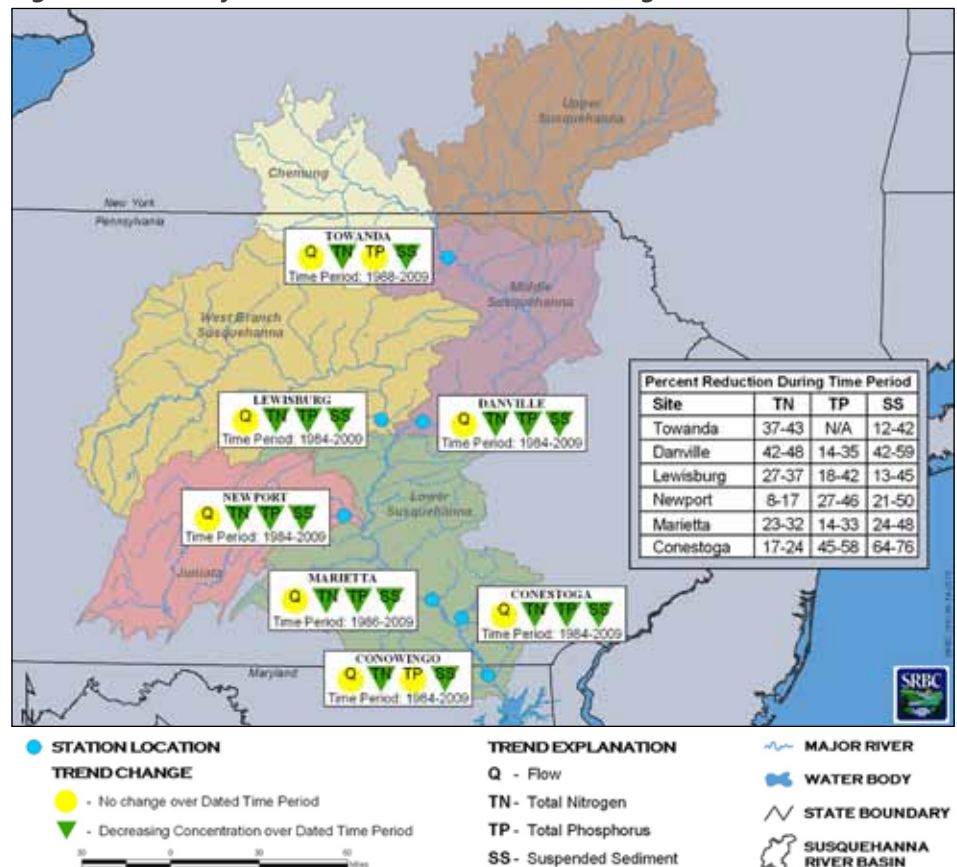 Upper
Susquehanna
Chemung
New York
Pennsylvania
TOWANDA
Q TN TP SS
Time Period: 1988-2009
Middle
Susquehanna
West Branch
Susquehanna
LEWISBURG
Q TN TP SS
Time Period: 1984-2009
DANVILLE
Q TN TP SS
Time Period: 1984-2009
Percent Reduction During Time Period
Site TN TP SS
Towanda 37-43 N/A 12-42
Danville 42-48 14-35 42-59
Lewisburg 27-37 18-42 13-45
Newport 8-17 27-46 21-50
Marietta 23-32 14-33 24-48
Conestoga 17-24 45-58 64-76
NEWPORT
Q TN TP SS
Time Period: 1984-2009
Lower
Susquehanna
Juniata
MARIETTA
Q TN TP SS
Time Period: 1986-2009
CONESTOGA
Q TN TP SS
Time Period: 1984-2009
CONOWINGO
Q TN TP SS
Time Period: 1984-2009
Maryland
SRBC
STATION LOCATION
TREND CHANGE
- No change over Dated Time Period
- Decreasing Concentration over Dated Time Period
30 0 30 60
Miles
TREND EXPLANATION
Q - Flow
TN - Total Nitrogen
TP - Total Phosphorus
SS - Suspended Sediment
MAJOR RIVER
WATER BODY
STATE BOUNDARY
SUSQUEHANNA
RIVER BASIN